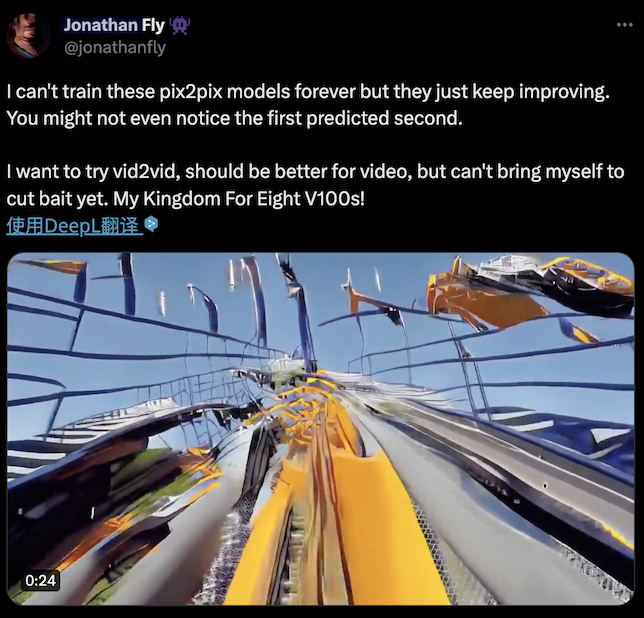 Jonathan Fly
@jonathanfly
I can't train these pix2pix models forever but they just keep improving.
You might not even notice the first predicted second.
I want to try vid2vid, should be better for video, but can't bring myself to
cut bait yet. My Kingdom For Eight V100s!
使用DeepL翻译
0:24